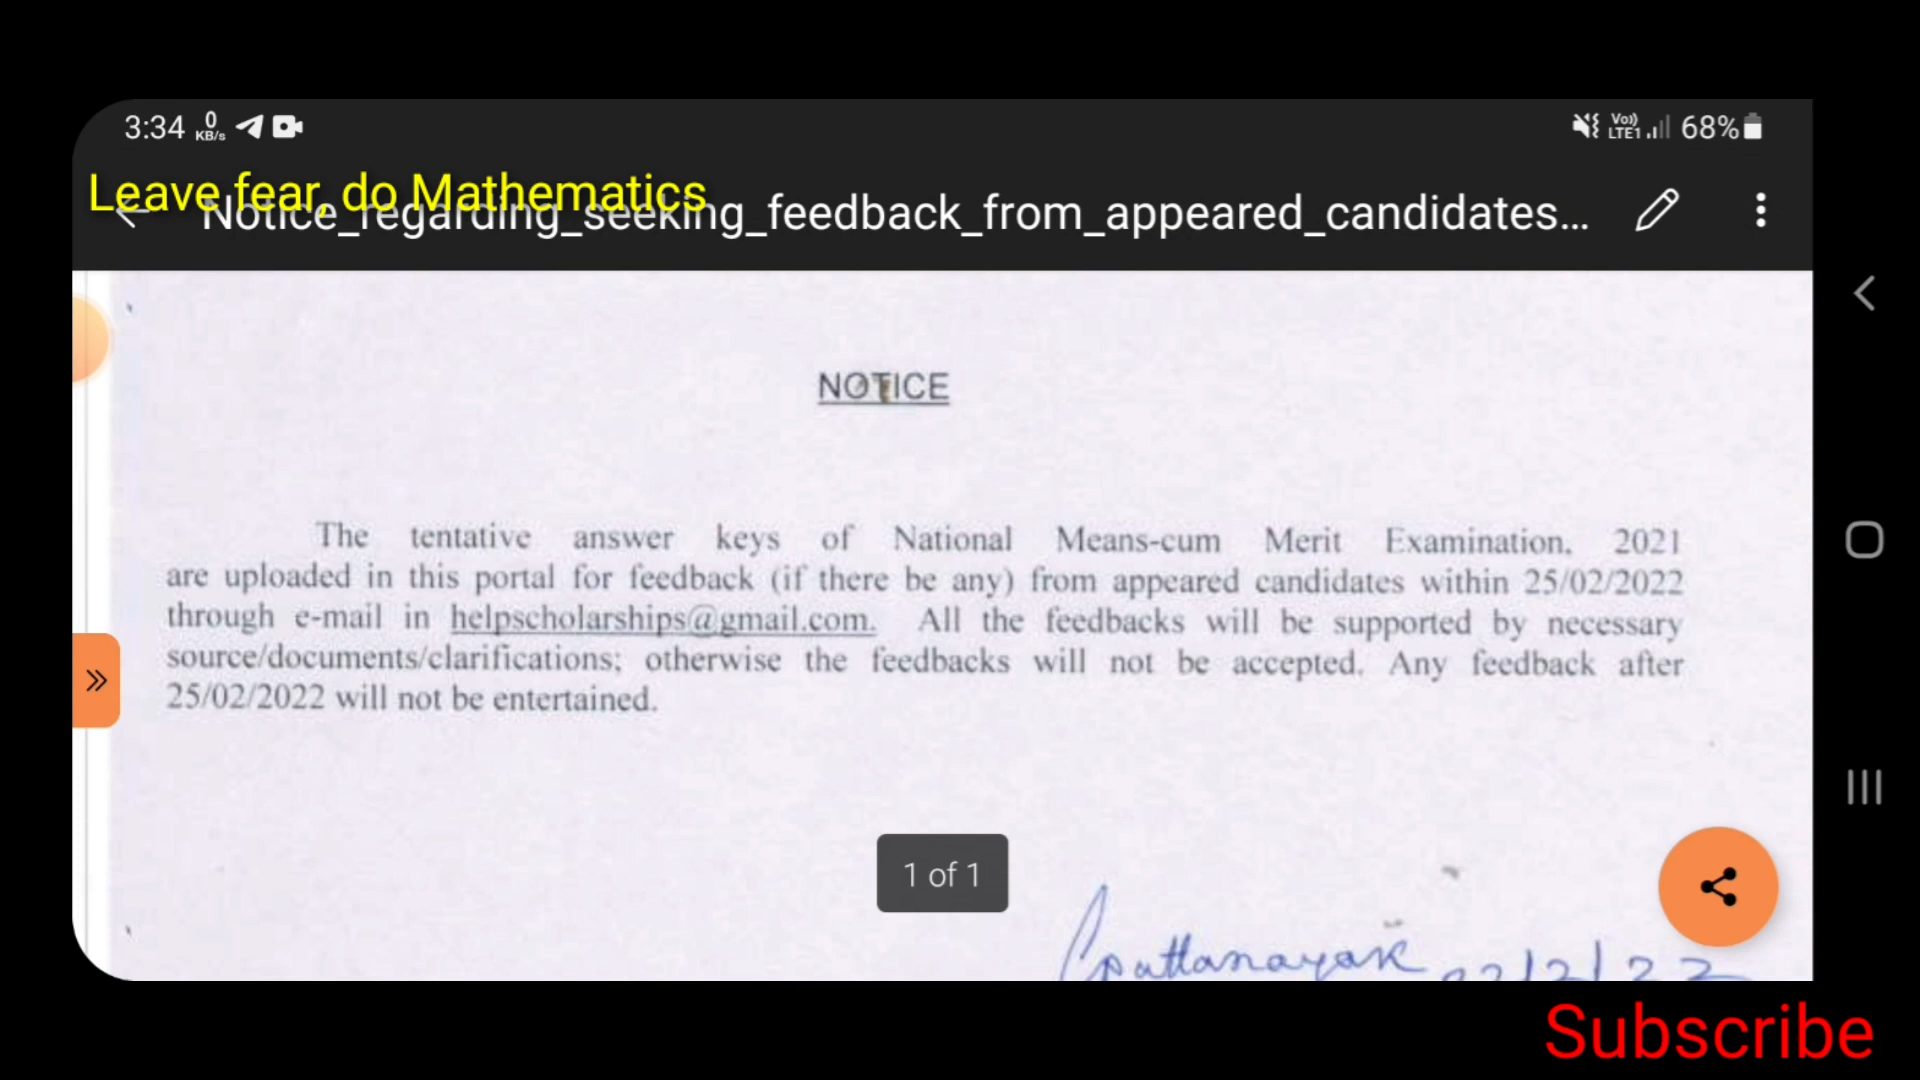 3:34 0 KB/s Vo)) LTE1 68%
Leave fear, do Mathematics
Notice_regarding_seeking_feedback_from_appeared_candidates...
NOTICE
The tentative answer keys of National Means-cum Merit Examination, 2021
are uploaded in this portal for feedback (if there be any) from appeared candidates within 25/02/2022
through e-mail in helpscholarships@gmail.com. All the feedbacks will be supported by necessary
source/documents/clarifications; otherwise the feedbacks will not be accepted. Any feedback after
25/02/2022 will not be entertained.
1 of 1
Subscribe